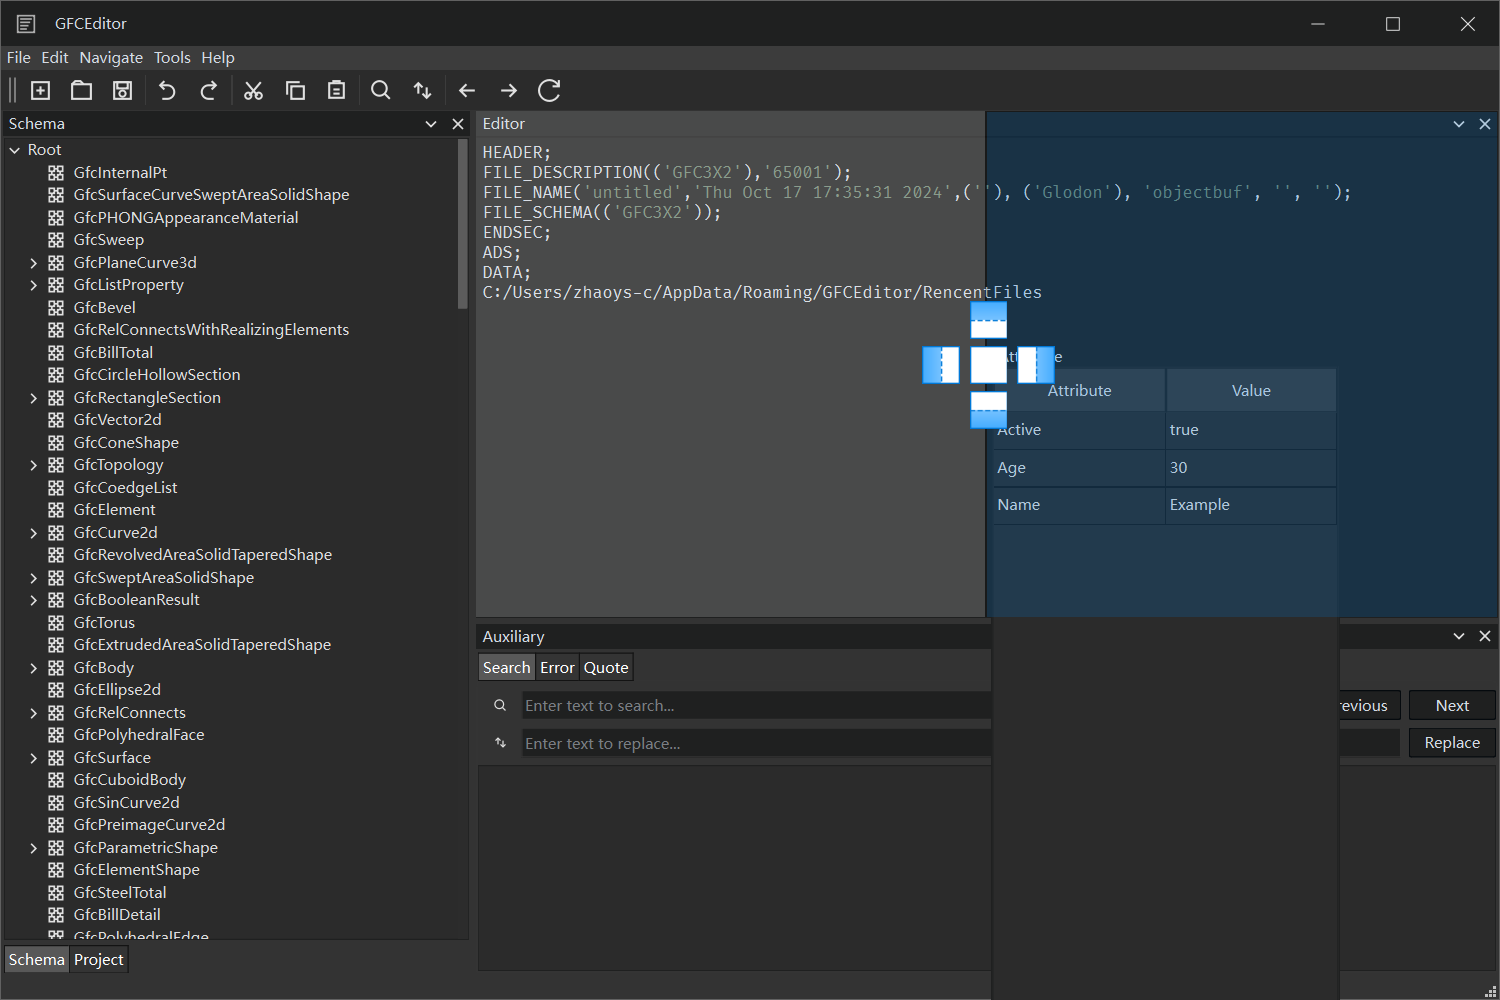 GFCEditor
File Edit Navigate Tools Help
Schema
Root
GfcInternalPt
GfcSurfaceCurveSweptAreaSolidShape
GfcPHONGAppearanceMaterial
GfcSweep
GfcPlaneCurve3d
GfcListProperty
GfcBevel
GfcRelConnectsWithRealizingElements
GfcBillTotal
GfcCircleHollowSection
GfcRectangleSection
GfcVector2d
GfcConeShape
GfcTopology
GfcCoedgeList
GfcElement
GfcCurve2d
GfcRevolvedAreaSolidTaperedShape
GfcSweptAreaSolidShape
GfcBooleanResult
GfcTorus
GfcExtrudedAreaSolidTaperedShape
GfcBody
GfcEllipse2d
GfcRelConnects
GfcPolyhedralFace
GfcSurface
GfcCuboidBody
GfcSinCurve2d
GfcPreimageCurve2d
GfcParametricShape
GfcElementShape
GfcSteelTotal
GfcBillDetail
GfcPolyhedralEdge
Schema Project
Editor
HEADER;
FILE_DESCRIPTION(('GFC3X2'),'65001');
FILE_NAME('untitled','Thu Oct 17 17:35:31 2024',(''), ('Glodon'), 'objectbuf', '', '');
FILE_SCHEMA(('GFC3X2'));
ENDSEC;
ADS;
DATA;
C:/Users/zhaoys-c/AppData/Roaming/GFCEditor/RencentFiles
Attribute Value
Active true
Age 30
Name Example
Auxiliary
Search Error Quote
Enter text to search... evious Next
Enter text to replace... Replace